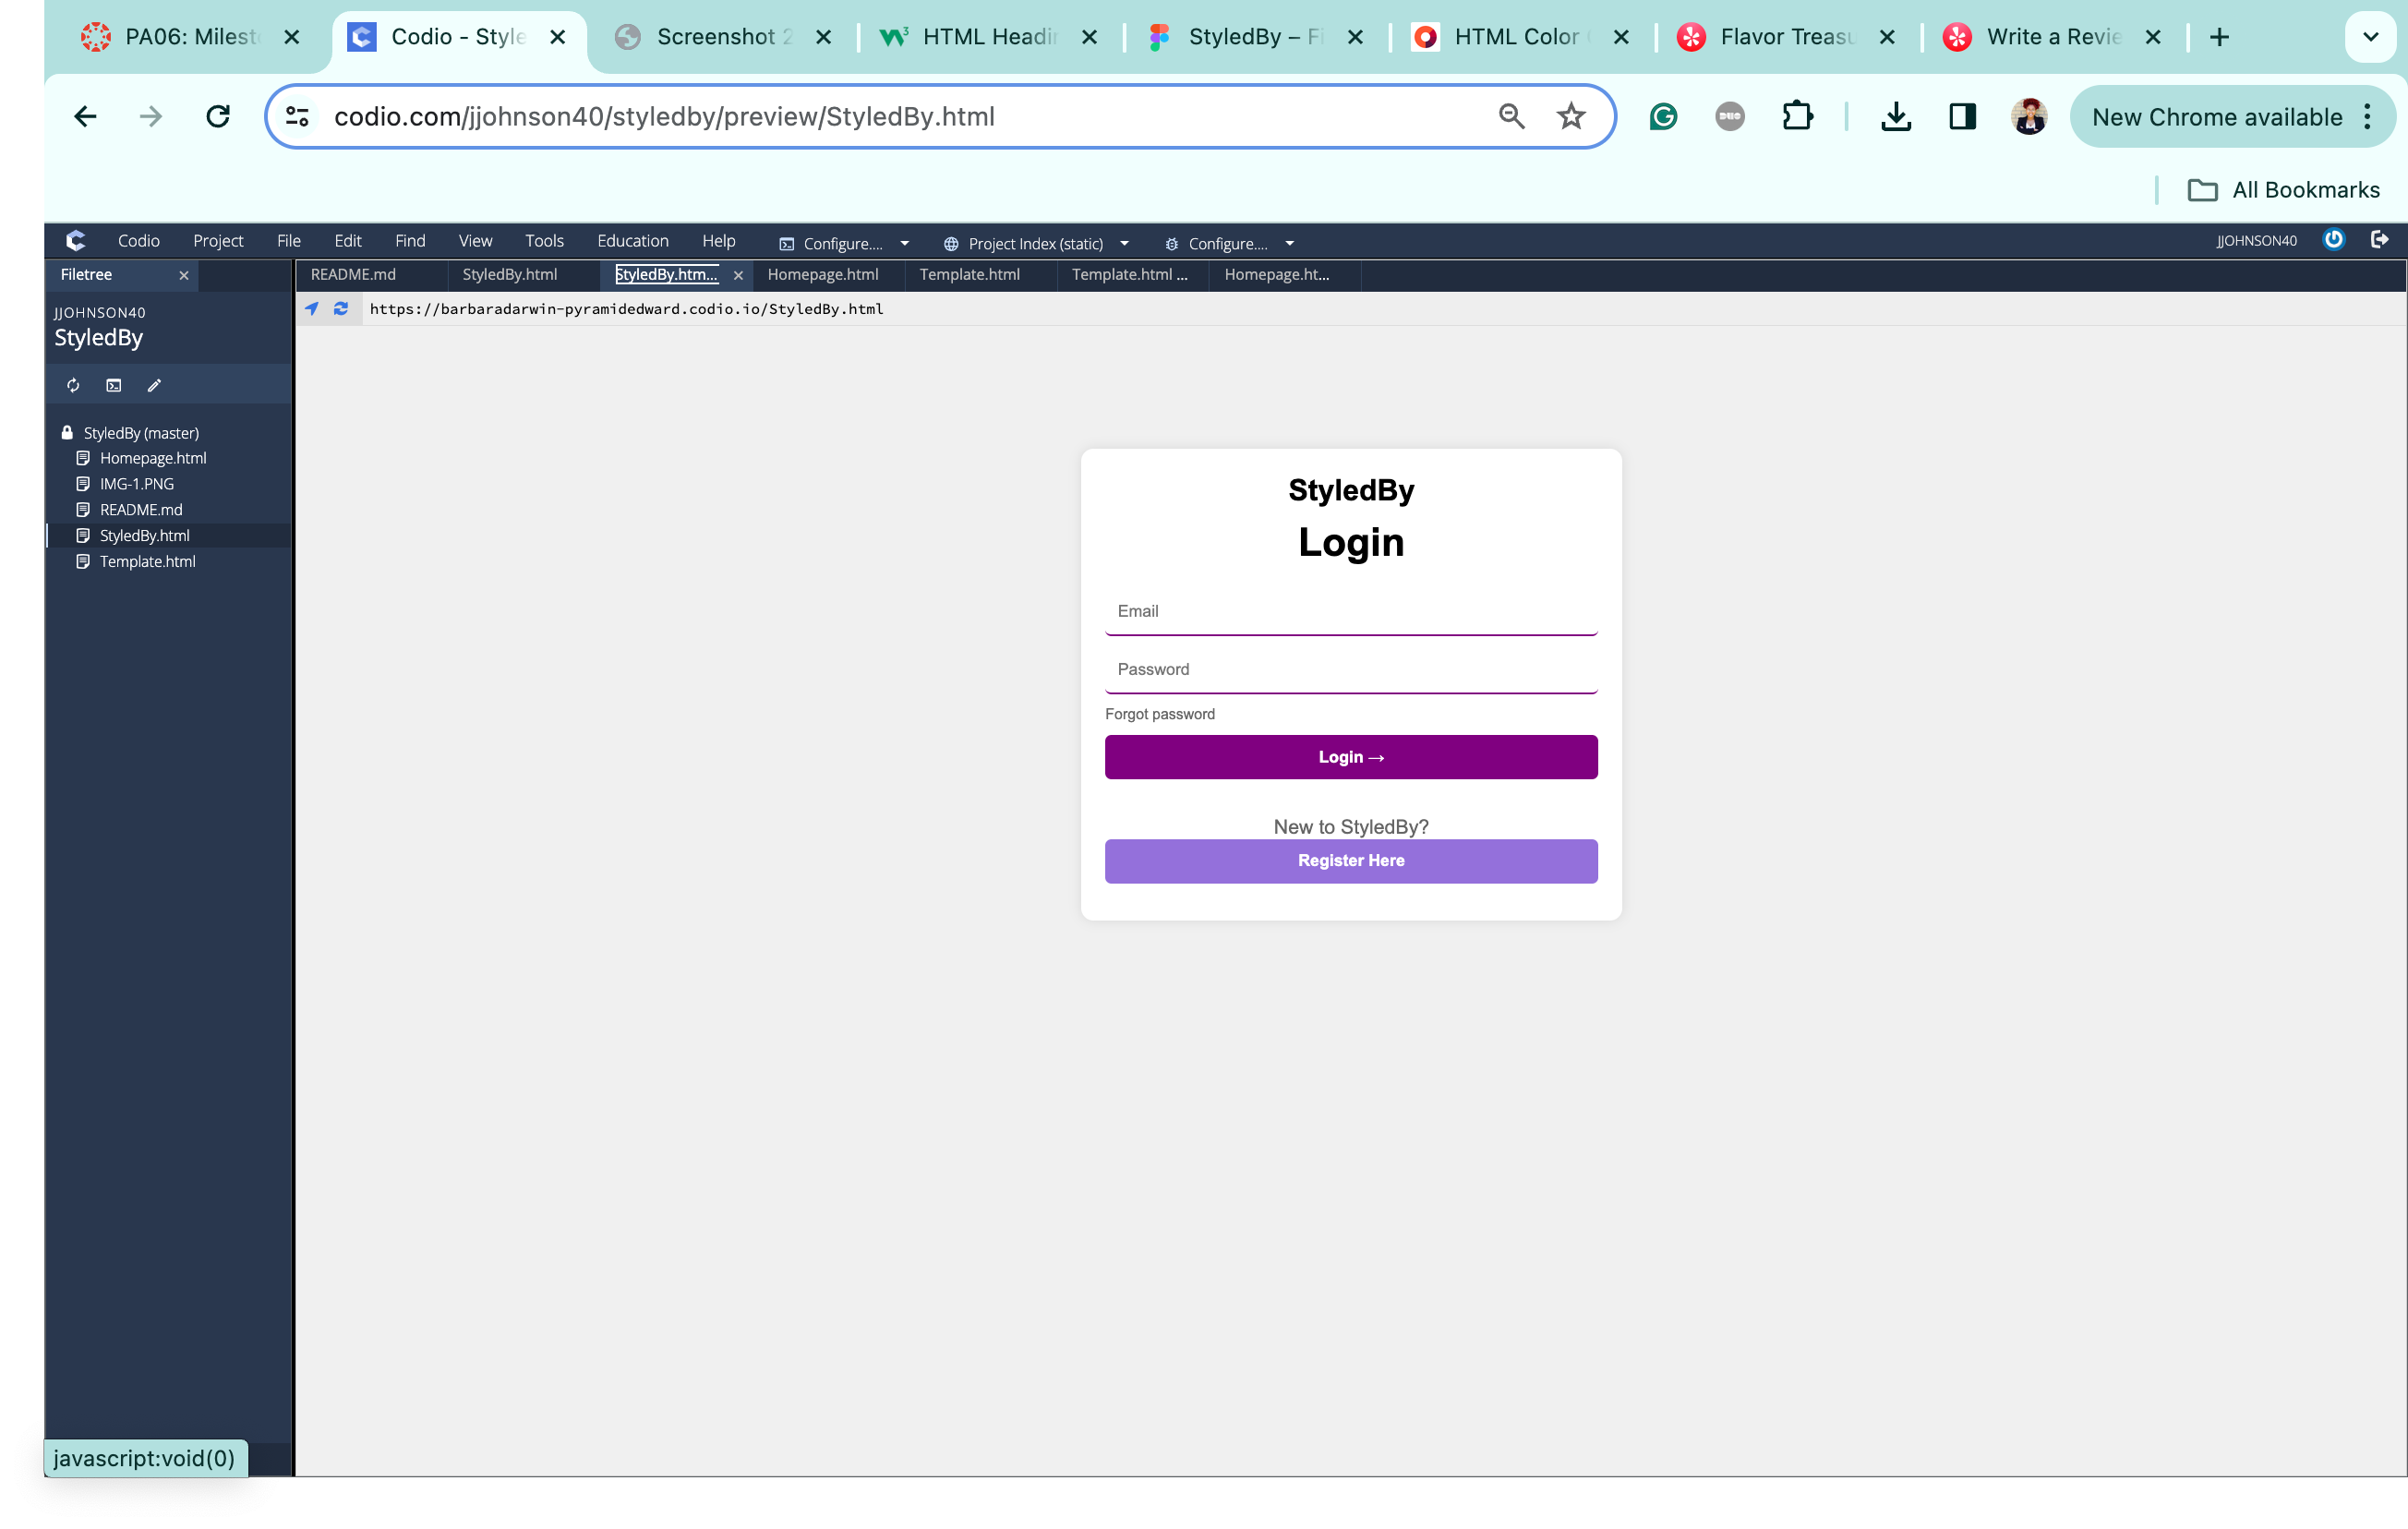 PA06: Milest
Codio - Style
Screenshot 2
HTML Headin
StyledBy – Fi
HTML Color
Flavor Treasu
Write a Revie
codio.com/jjohnson40/styledby/preview/StyledBy.html
New Chrome available
All Bookmarks
Codio Project File Edit Find View Tools Education Help Configure.... Project Index (static) Configure.... JJOHNSON40
Filetree
README.md StyledBy.html StyledBy.htm... Homepage.html Template.html Template.html ... Homepage.ht...
https://barbaradarwin-pyramidedward.codio.io/StyledBy.html
JJOHNSON40
StyledBy
StyledBy (master)
Homepage.html
IMG-1.PNG
README.md
StyledBy.html
Template.html
StyledBy
Login
Email
Password
Forgot password
Login →
New to StyledBy?
Register Here
javascript:void(0)